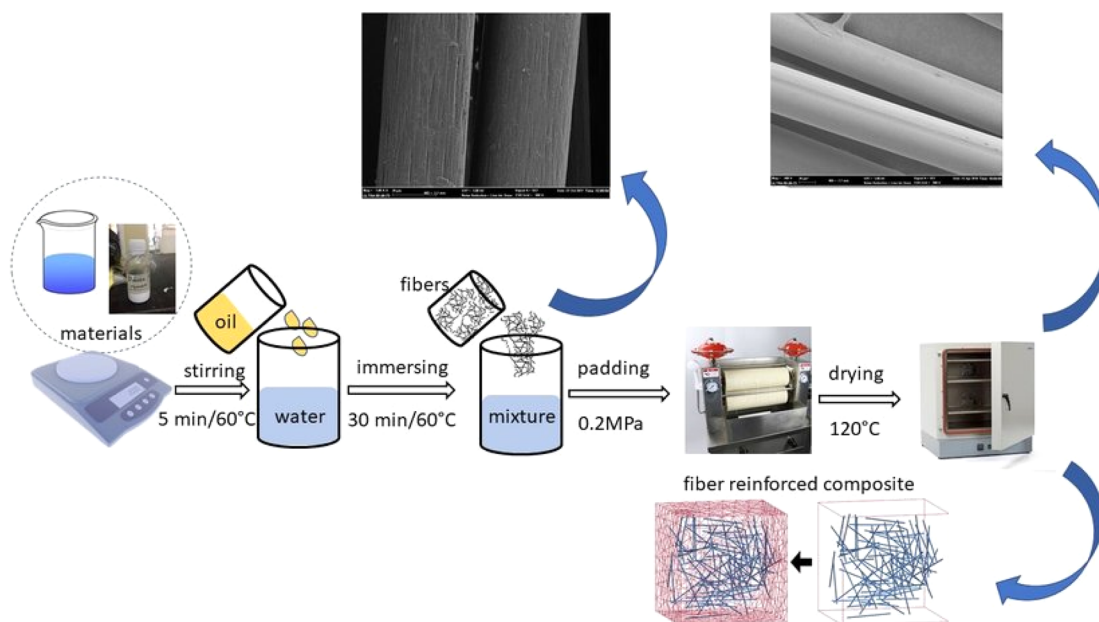 materials
oil
fibers
stirring
immersing
padding
drying
water
mixture
5 min/60°C
30 min/60°C
0.2MPa
120°C
fiber reinforced composite